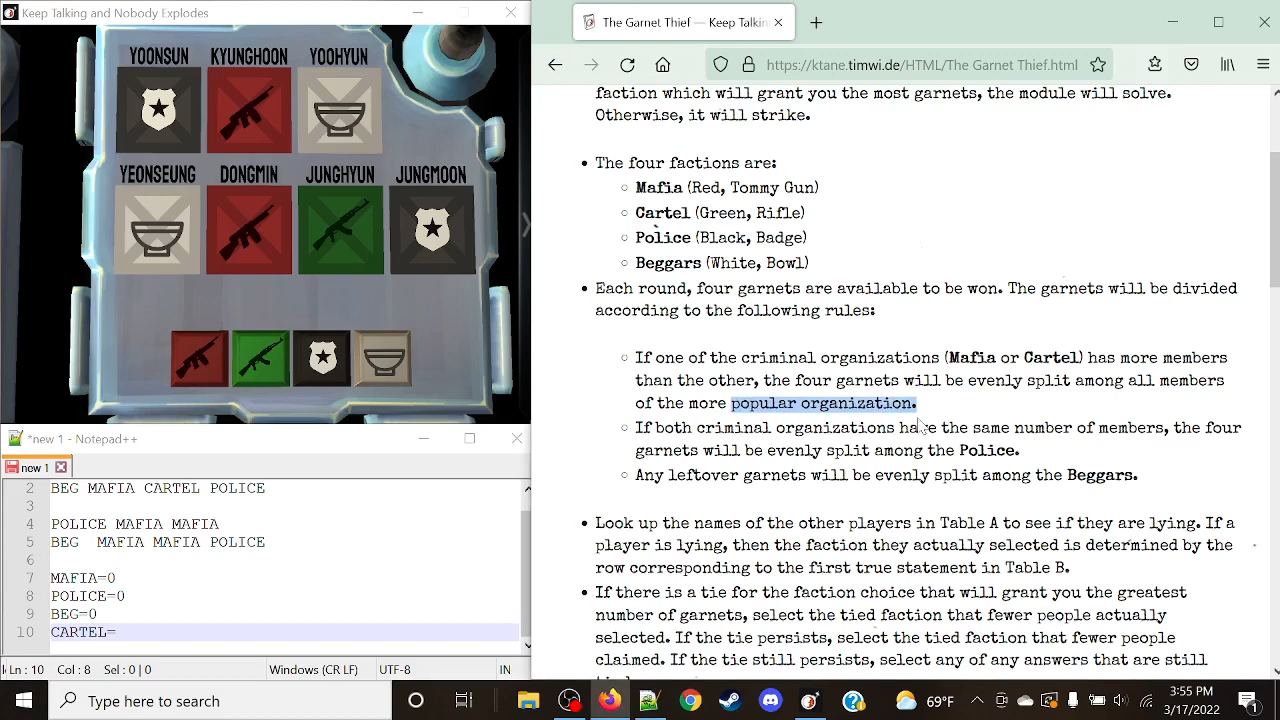 Keep Talking and Nobody Explodes
YOONSUN KYUNGHOON YOOHYUN
YEONSEUNG DONGMIN JUNGHYUN JUNGMOON
*new 1 - Notepad++
new 1
2 BEG MAFIA CARTEL POLICE
3
4 POLICE MAFIA MAFIA
5 BEG MAFIA MAFIA POLICE
6
7 MAFIA=0
8 POLICE=0
9 BEG=0
10 CARTEL=
Ln : 10 Col : 8 Sel : 0 | 0 Windows (CR LF) UTF-8 IN
The Garnet Thief — Keep Talkin
https://ktane.timwi.de/HTML/The Garnet Thief.html
faction which will grant you the most garnets, the module will solve.
Otherwise, it will strike.
• The four factions are:
Mafia (Red, Tommy Gun)
Cartel (Green, Rifle)
Police (Black, Badge)
Beggars (White, Bowl)
• Each round, four garnets are available to be won. The garnets will be divided
according to the following rules:
If one of the criminal organizations (Mafia or Cartel) has more members
than the other, the four garnets will be evenly split among all members
of the more popular organization.
If both criminal organizations have the same number of members, the four
garnets will be evenly split among the Police.
Any leftover garnets will be evenly split among the Beggars.
• Look up the names of the other players in Table A to see if they are lying. If a
player is lying, then the faction they actually selected is determined by the
row corresponding to the first true statement in Table B.
• If there is a tie for the faction choice that will grant you the greatest
number of garnets, select the tied faction that fewer people actually
selected. If the tie persists, select the tied faction that fewer people
claimed. If the tie still persists, select any of any answers that are still
Type here to search
69°F
3:55 PM
3/17/2022